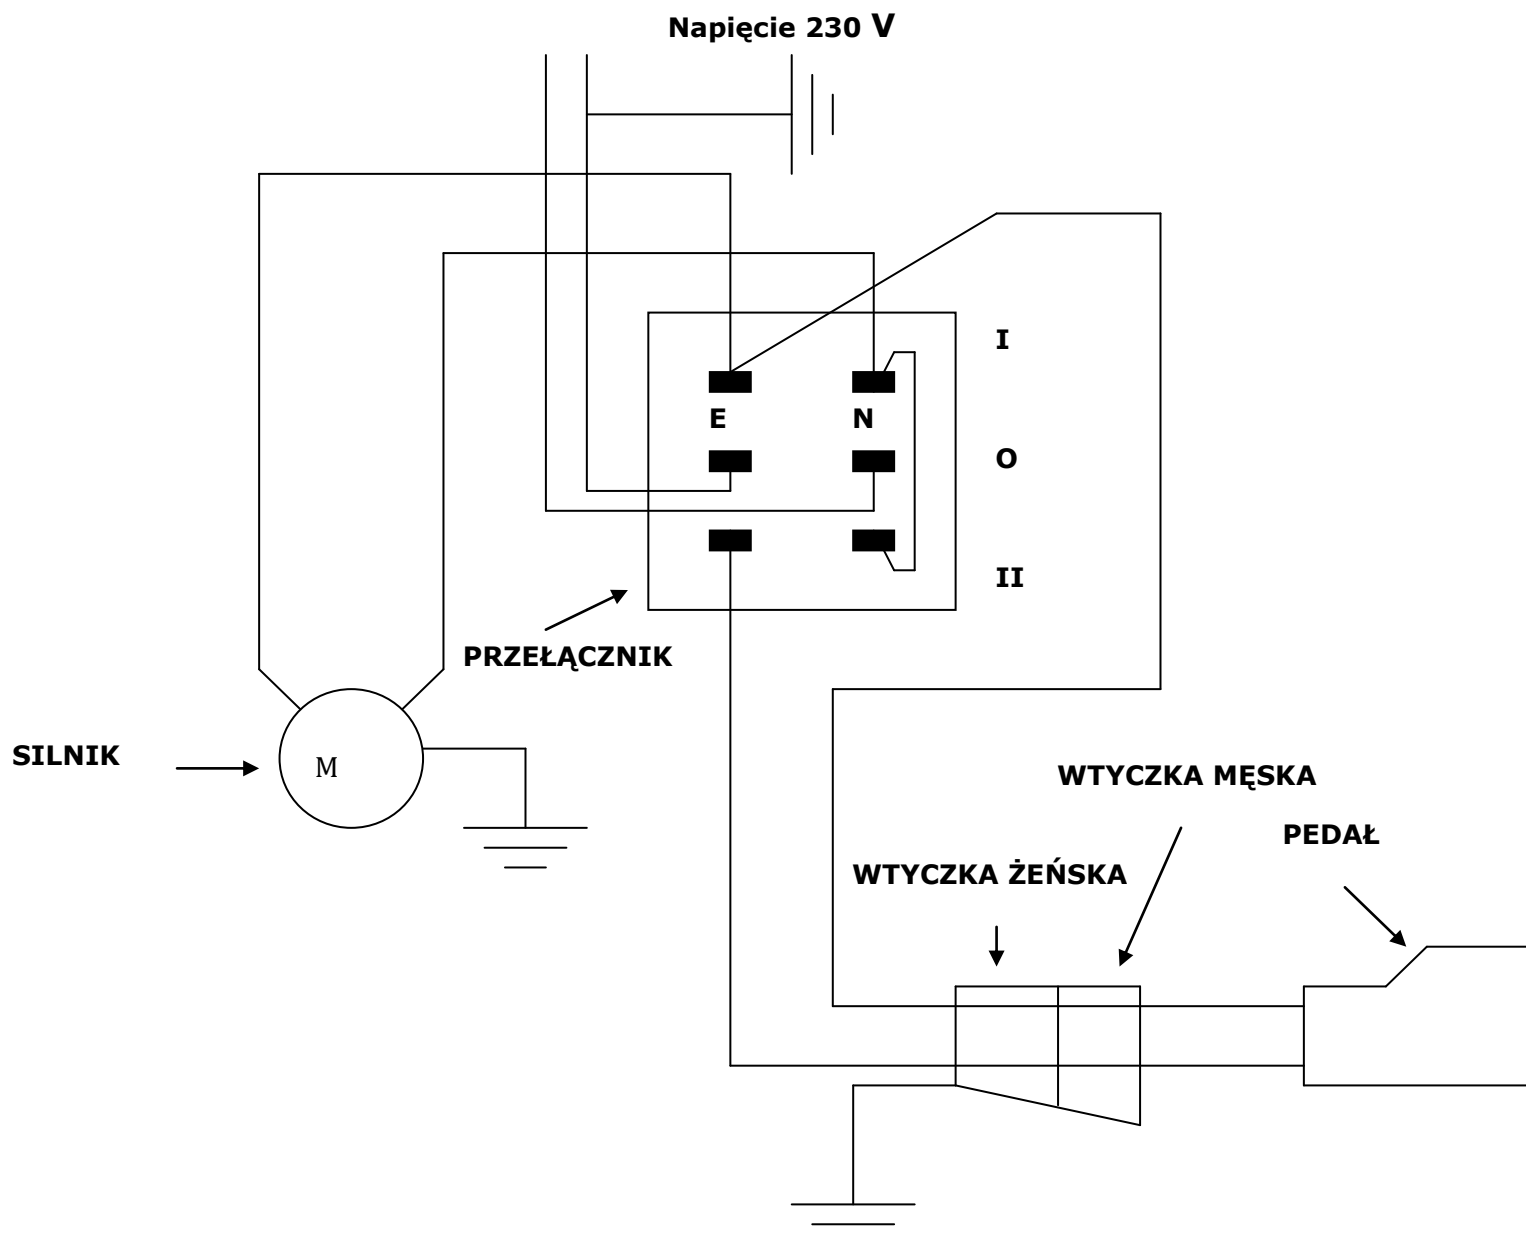 Napięcie 230 V
I
E N
O
II
PRZEŁĄCZNIK
SILNIK
M
WTYCZKA MĘSKA
PEDAŁ
WTYCZKA ŻEŃSKA